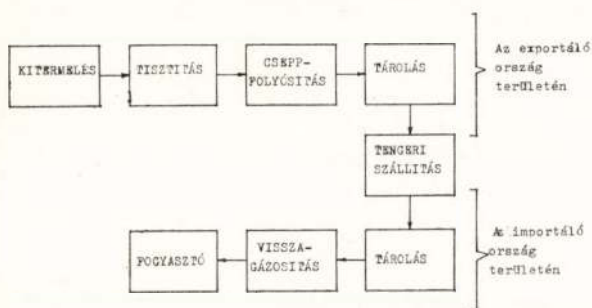 KITERMELÉS
TISZTITÁS
CSEPP-
FOLYÓSITÁS
TÁROLÁS
Az exportáló
ország
területén
TENGERI
SZÁLLITÁS
FOGYASZTÓ
VISSZA-
GÁZOSITÁS
TÁROLÁS
Az importáló
ország
területén